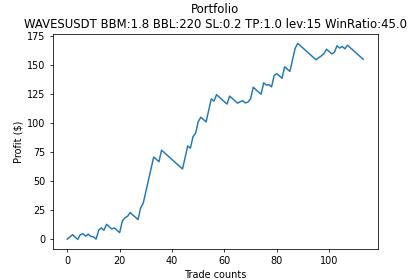 Portfolio
WAVESUSDT BBM:1.8 BBL:220 SL:0.2 TP:1.0 lev:15 WinRatio:45.0
175
150
125
100
75
50
25
0
Profit ($)
0 20 40 60 80 100
Trade counts